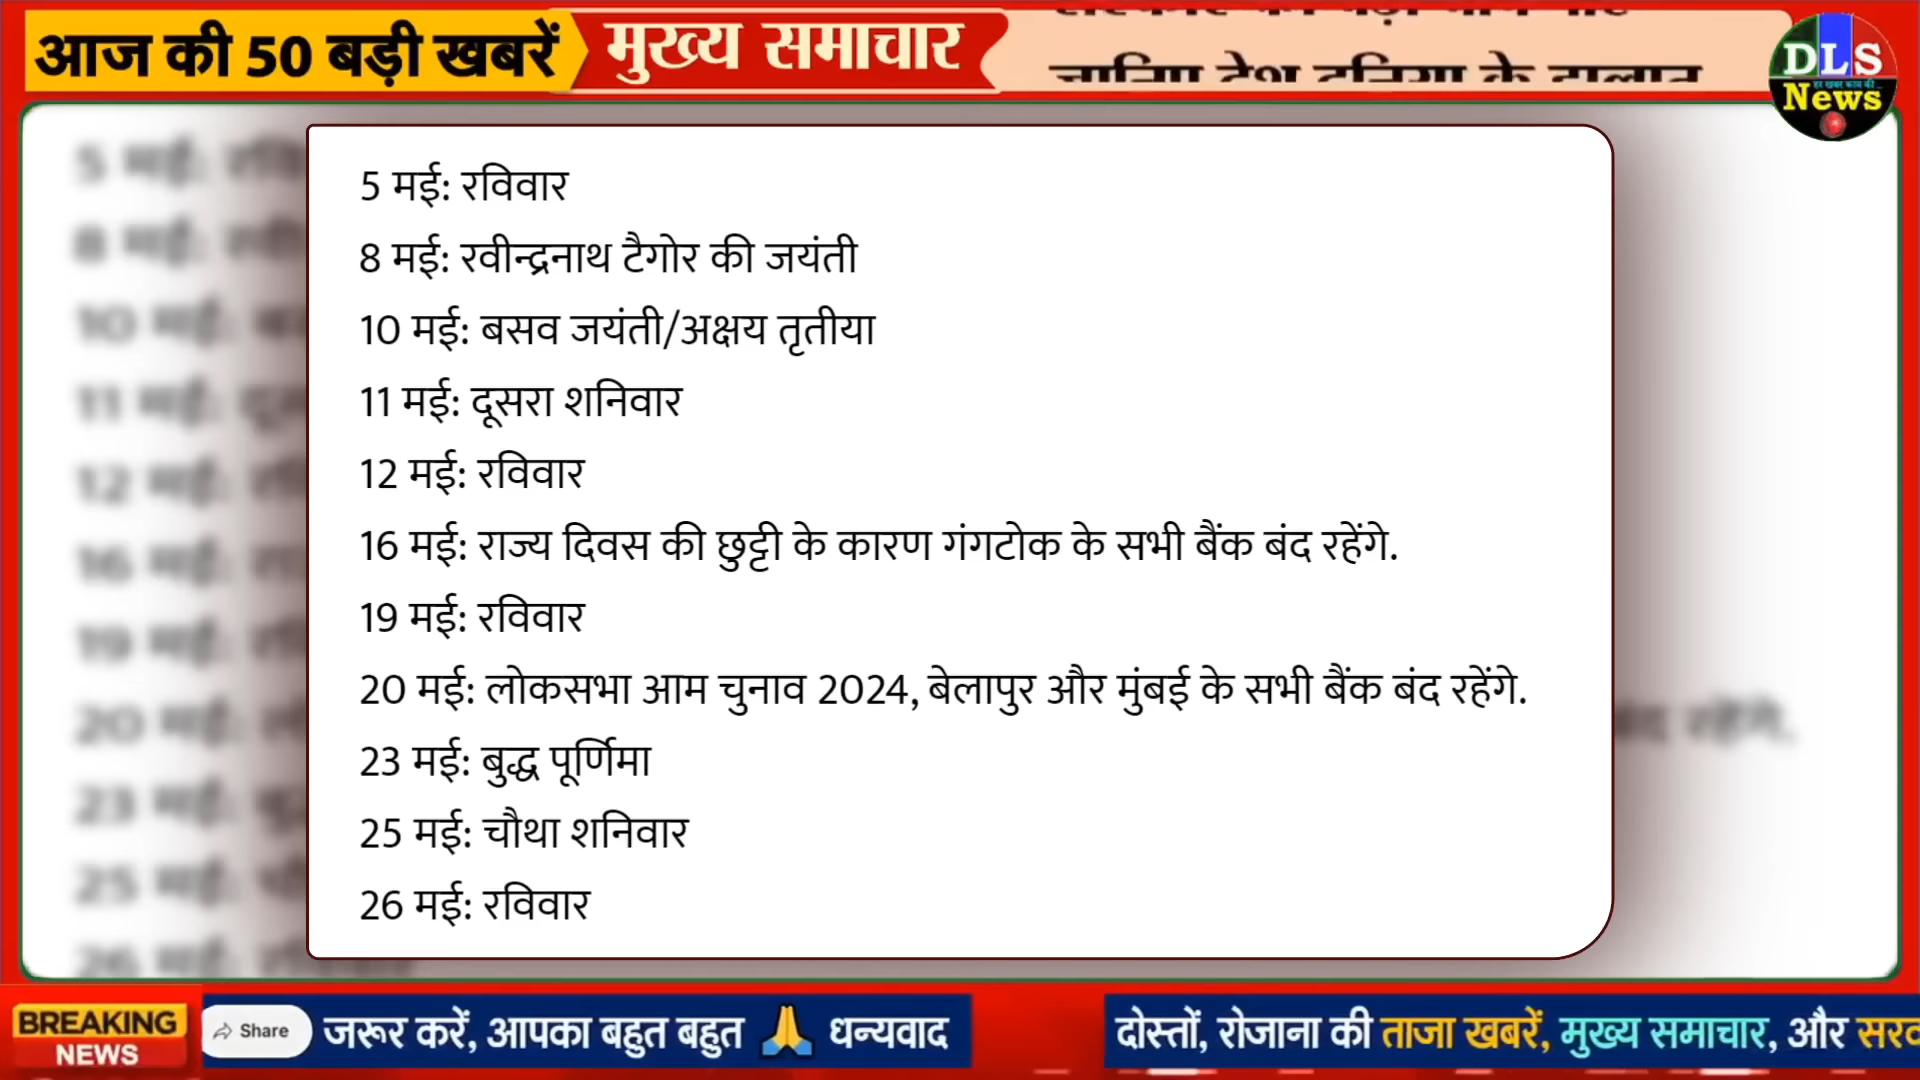 आज की 50 बड़ी खबरें
मुख्य समाचार
DLS
News
5 मई: रविवार
8 मई: रवीन्द्रनाथ टैगोर की जयंती
10 मई: बसव जयंती/अक्षय तृतीया
11 मई: दूसरा शनिवार
12 मई: रविवार
16 मई: राज्य दिवस की छुट्टी के कारण गंगटोक के सभी बैंक बंद रहेंगे.
19 मई: रविवार
20 मई: लोकसभा आम चुनाव 2024, बेलापुर और मुंबई के सभी बैंक बंद रहेंगे.
23 मई: बुद्ध पूर्णिमा
25 मई: चौथा शनिवार
26 मई: रविवार
BREAKING
NEWS
Share जरूर करें, आपका बहुत बहुत 🙏 धन्यवाद
दोस्तों, रोजाना की ताजा खबरें, मुख्य समाचार, और